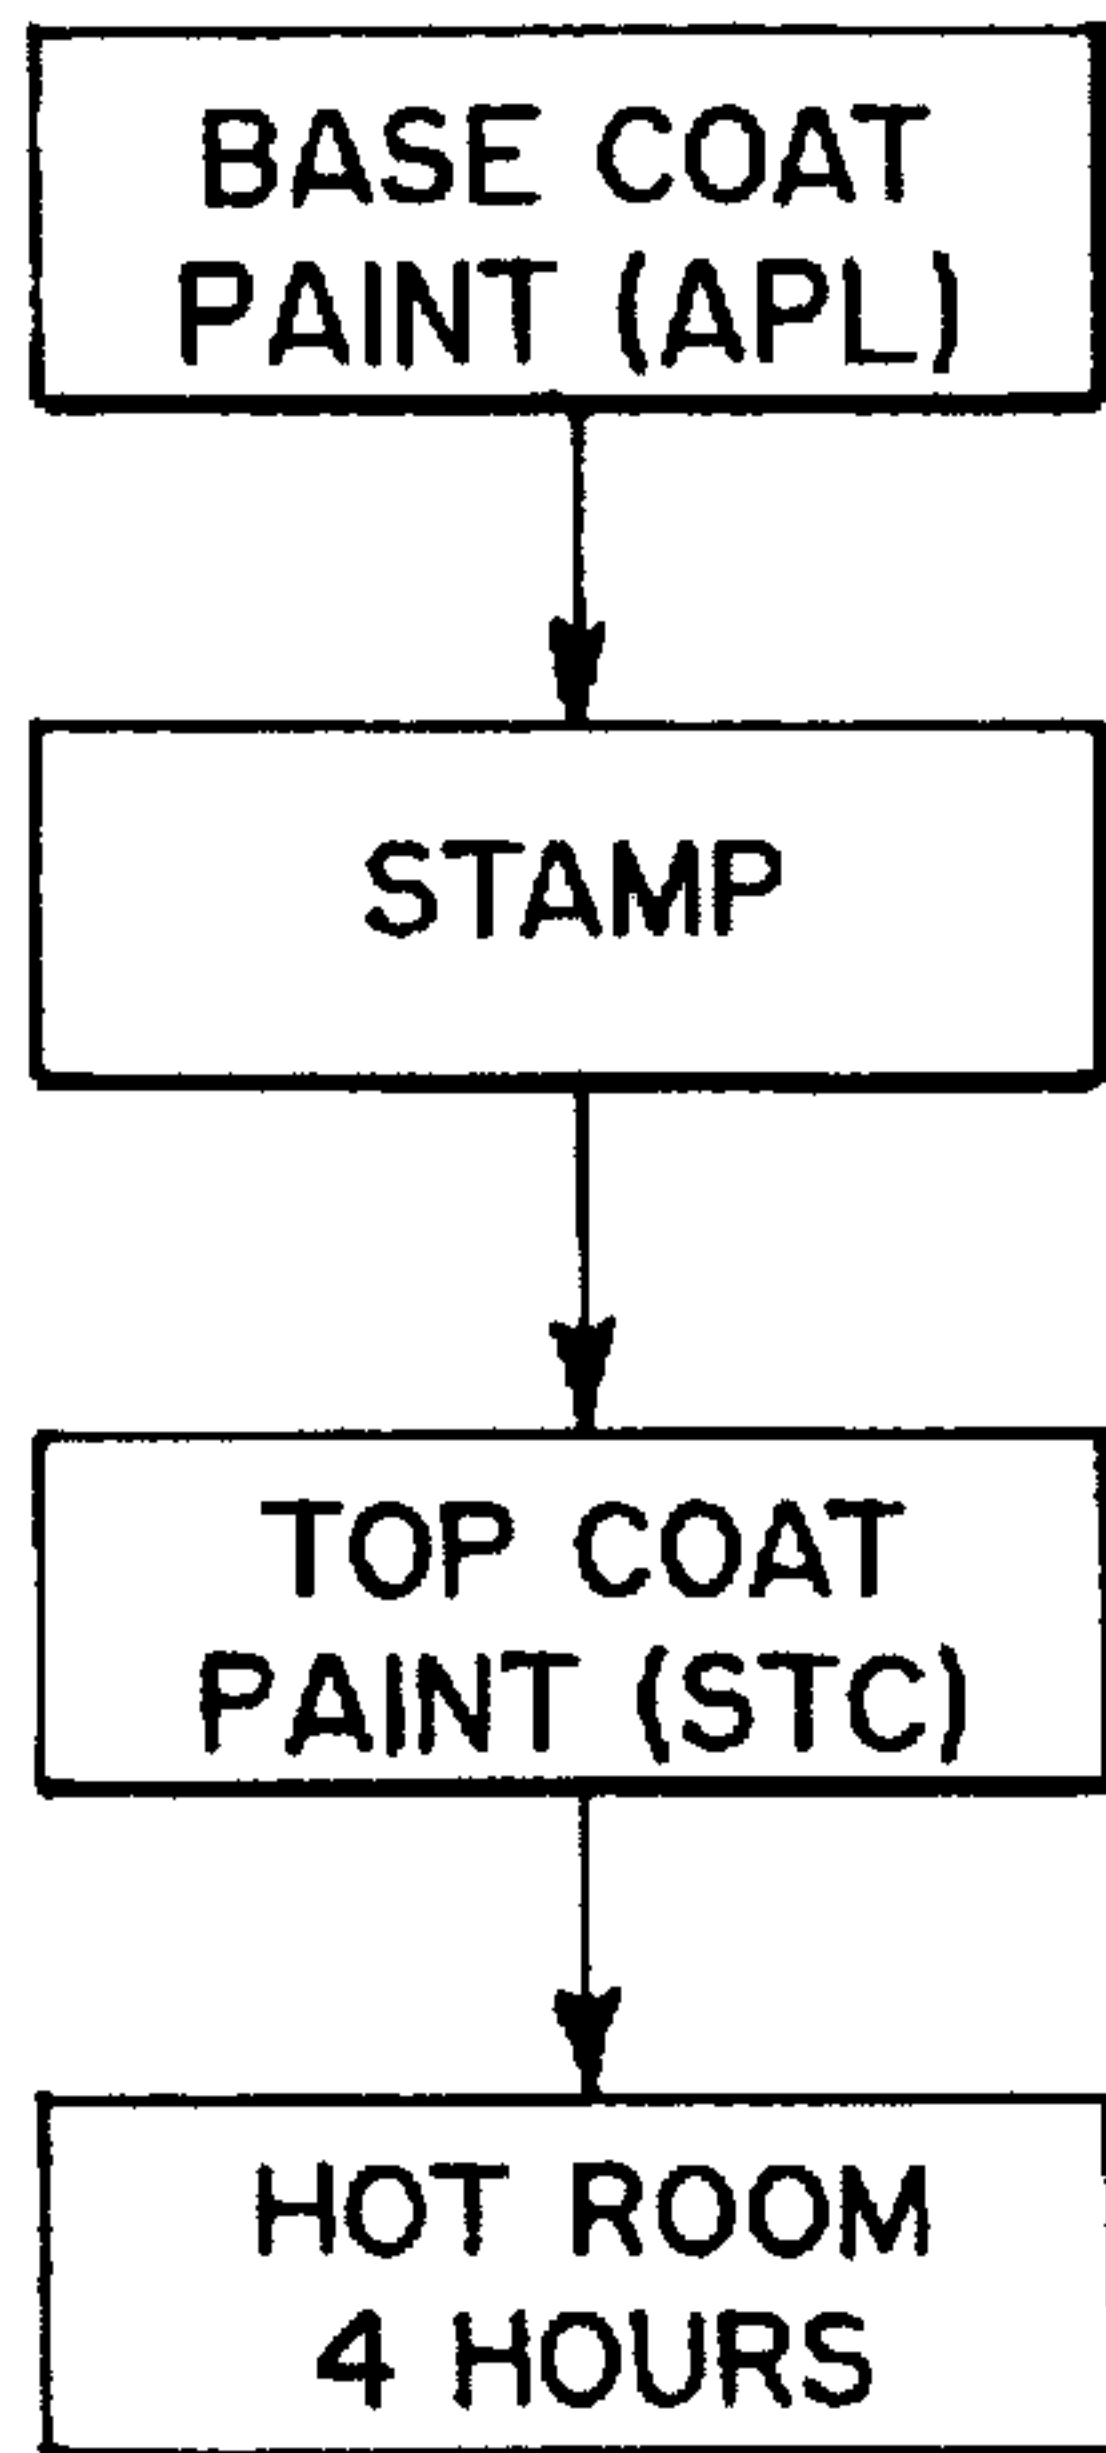 BASE COAT
PAINT (APL)
STAMP
TOP COAT
PAINT (STC)
HOT ROOM
4 HOURS